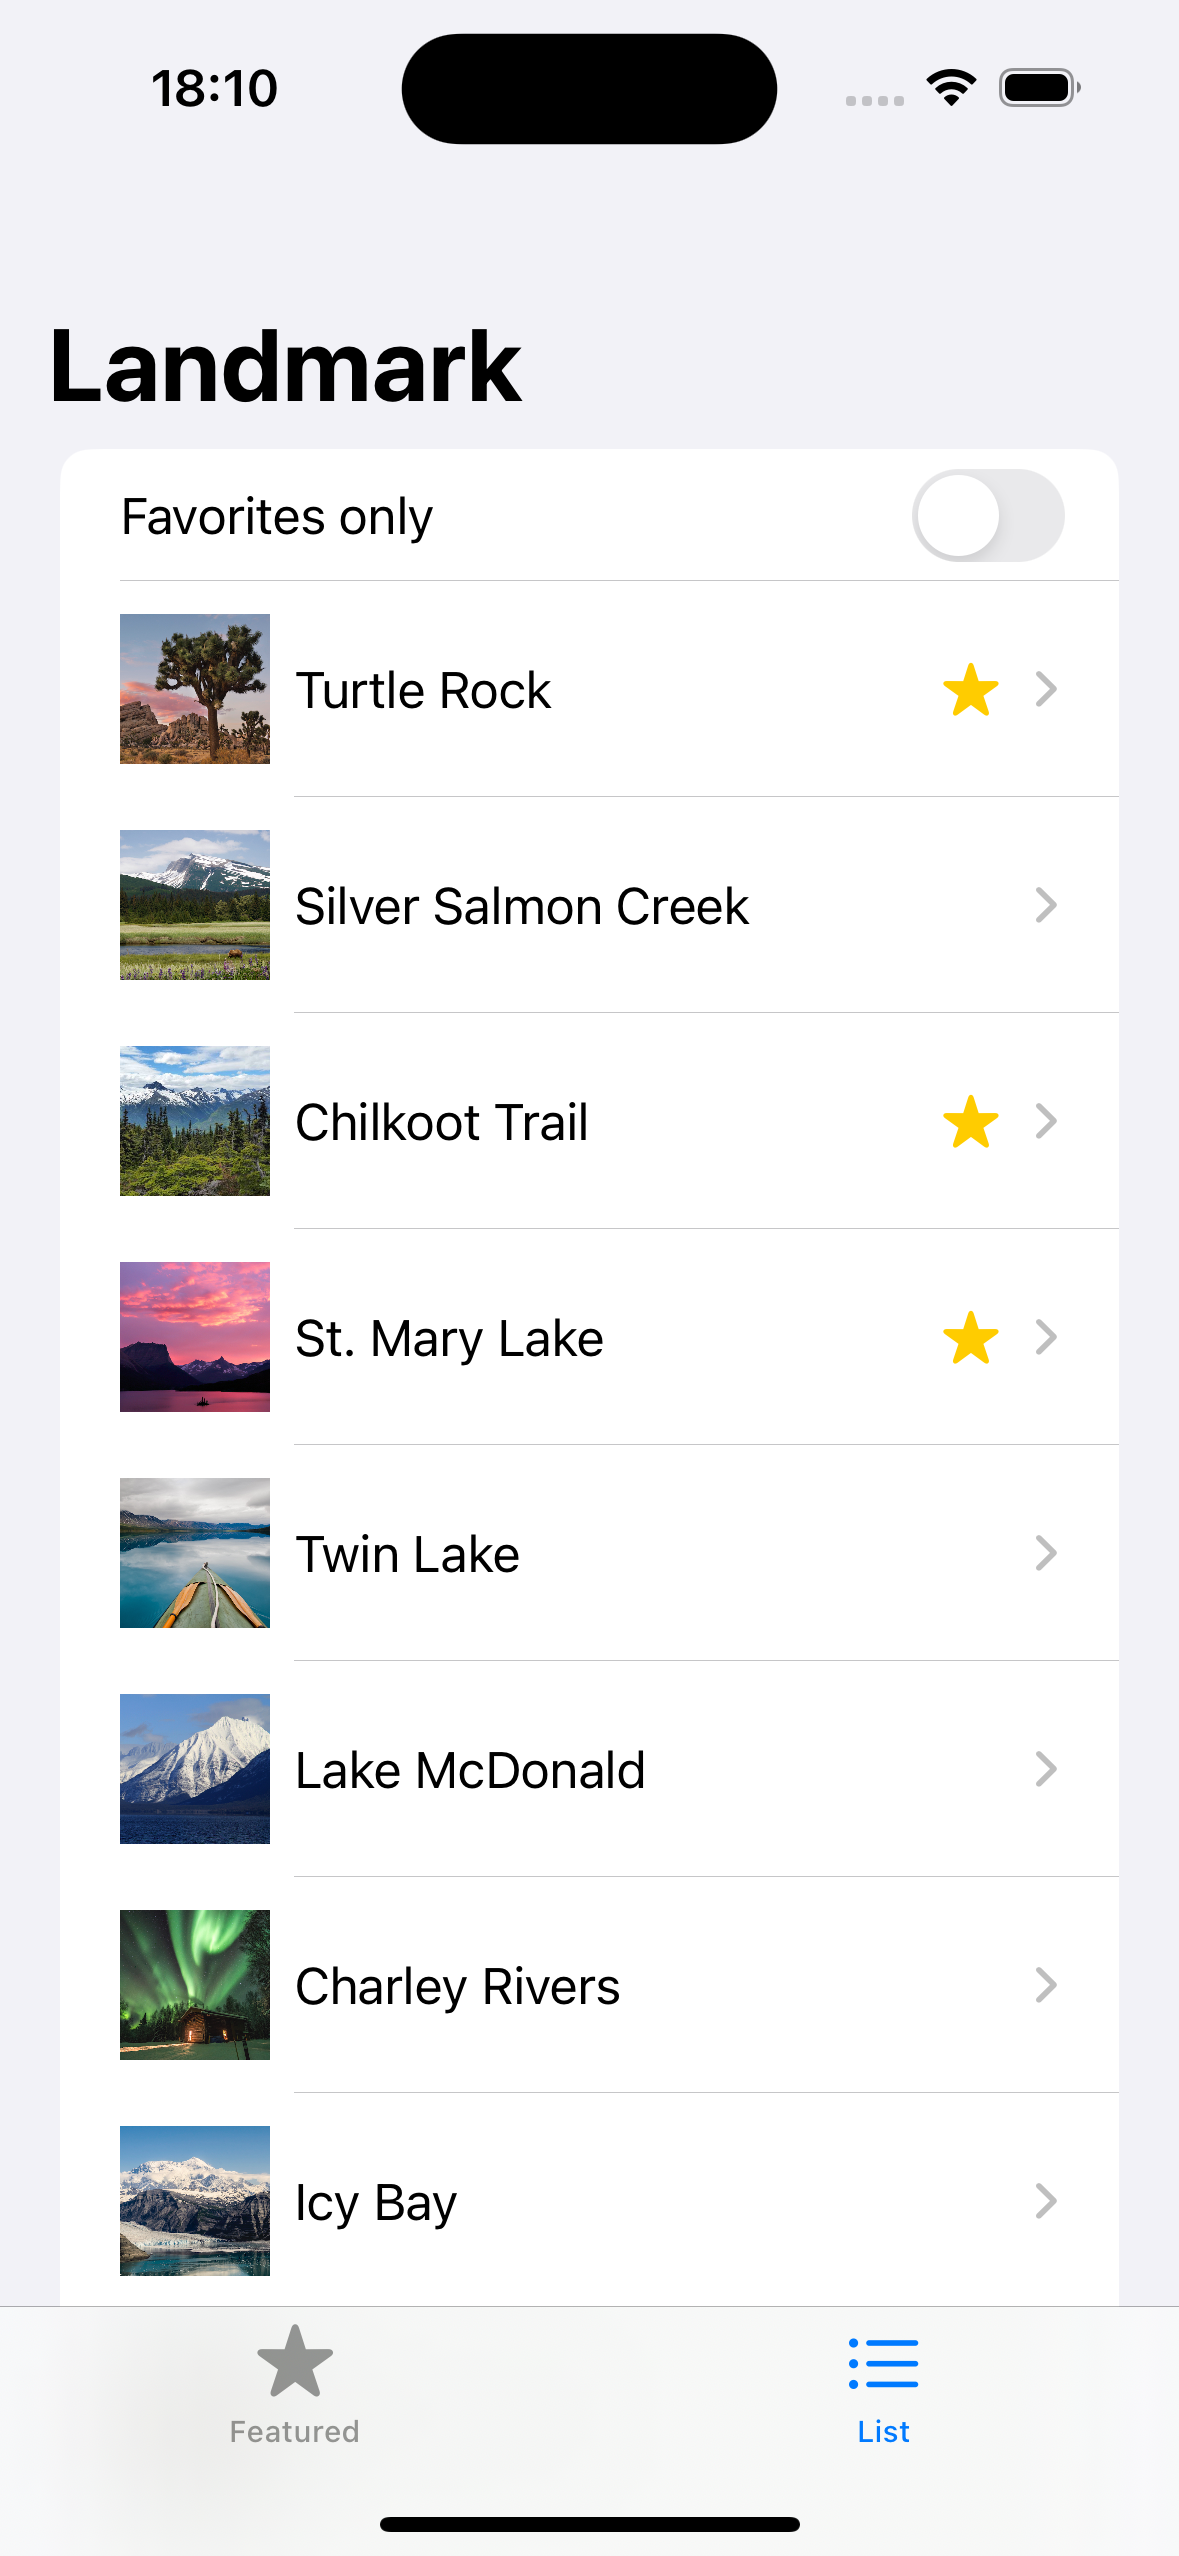 18:10
Landmark
Favorites only
Turtle Rock
Silver Salmon Creek
Chilkoot Trail
St. Mary Lake
Twin Lake
Lake McDonald
Charley Rivers
Icy Bay
Featured
List